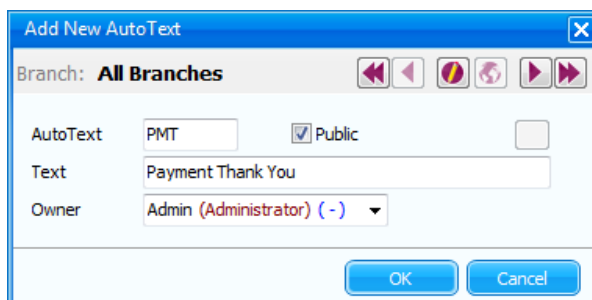 Add New AutoText
Branch: All Branches
AutoText PMT Public
Text Payment Thank You
Owner Admin (Administrator) ( - )
OK Cancel